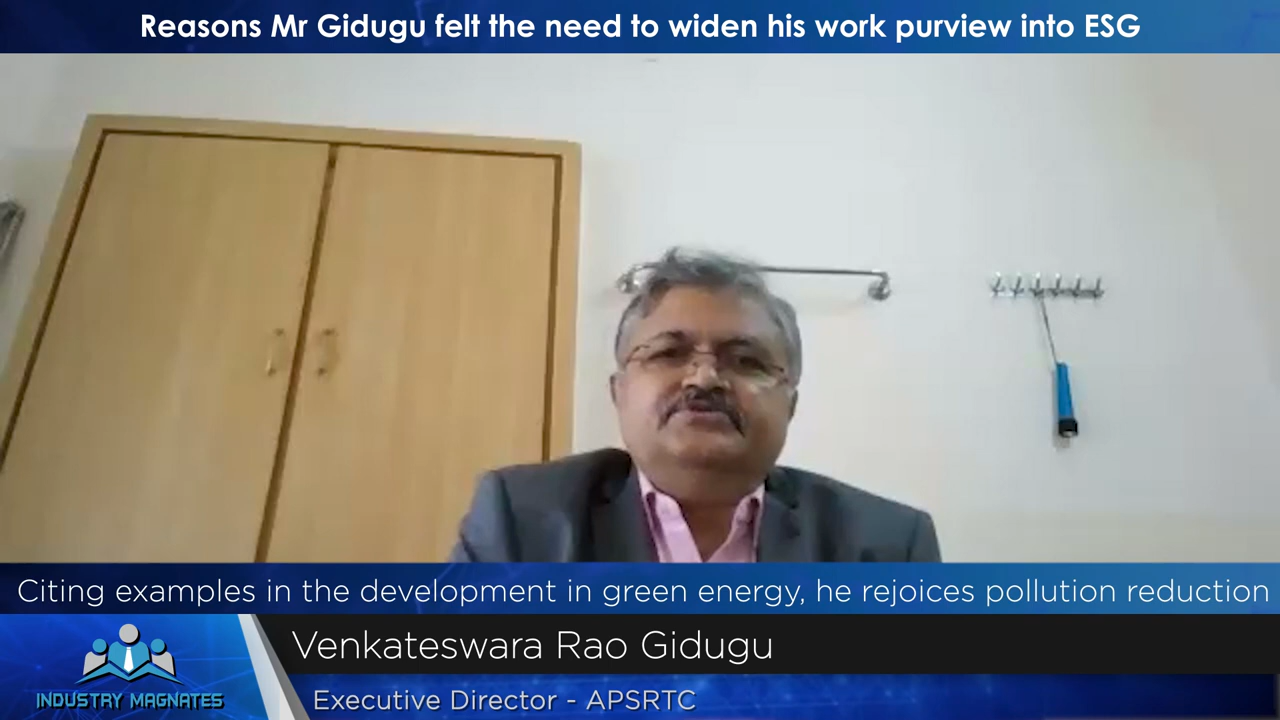 Reasons Mr Gidugu felt the need to widen his work purview into ESG
Citing examples in the development in green energy, he rejoices pollution reduction
Venkateswara Rao Gidugu
INDUSTRY MAGNATES
Executive Director - APSRTC